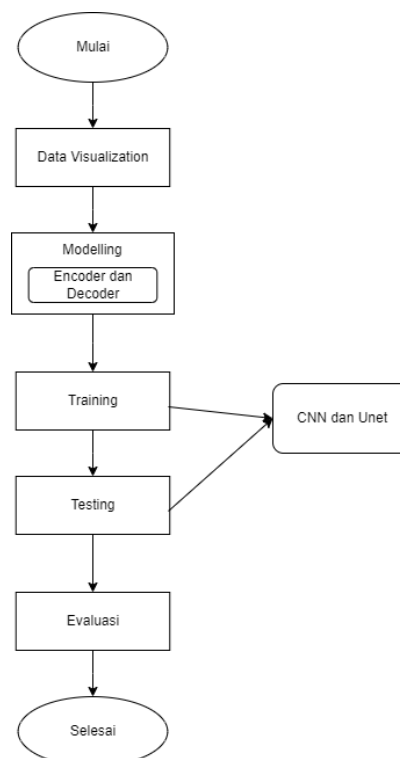 Mulai
Data Visualization
Modelling
Encoder dan
Decoder
Training
CNN dan Unet
Testing
Evaluasi
Selesai